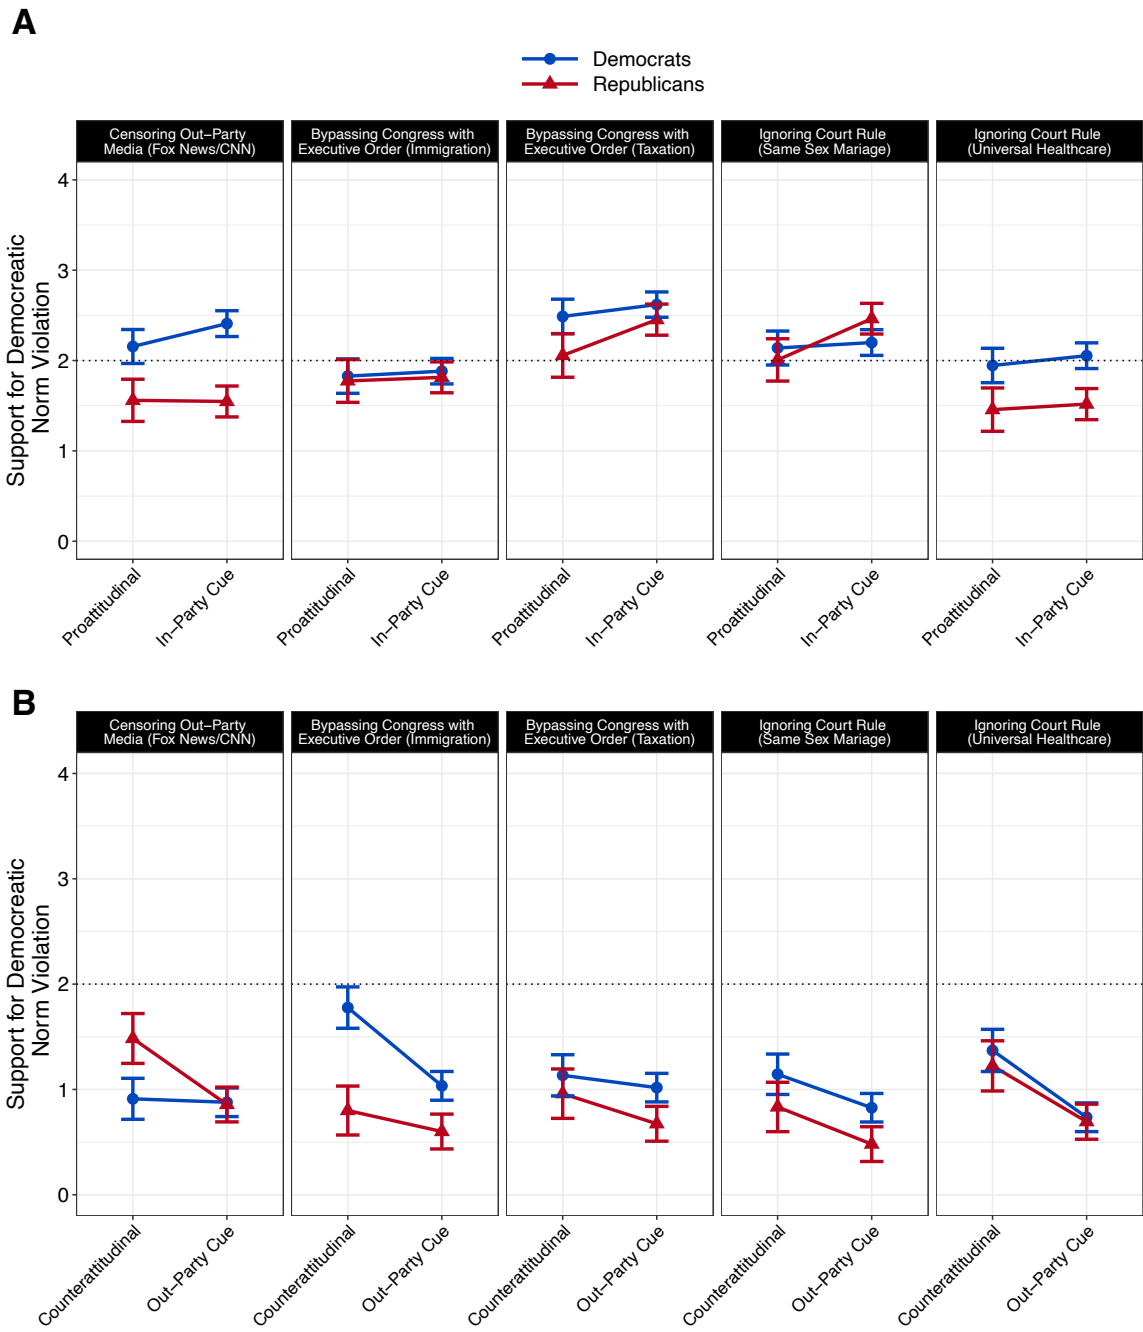 A
Democrats
Republicans
Censoring Out−Party
Media (Fox News/CNN)
Bypassing Congress with
Executive Order (Immigration)
Bypassing Congress with
Executive Order (Taxation)
Ignoring Court Rule
(Same Sex Mariage)
Ignoring Court Rule
(Universal Healthcare)
Support for Democreatic
Norm Violation
4
3
2
1
0
Proattitudinal
In−Party Cue
Proattitudinal
In−Party Cue
Proattitudinal
In−Party Cue
Proattitudinal
In−Party Cue
Proattitudinal
In−Party Cue
B
Censoring Out−Party
Media (Fox News/CNN)
Bypassing Congress with
Executive Order (Immigration)
Bypassing Congress with
Executive Order (Taxation)
Ignoring Court Rule
(Same Sex Mariage)
Ignoring Court Rule
(Universal Healthcare)
Support for Democreatic
Norm Violation
4
3
2
1
0
Counterattitudinal
Out−Party Cue
Counterattitudinal
Out−Party Cue
Counterattitudinal
Out−Party Cue
Counterattitudinal
Out−Party Cue
Counterattitudinal
Out−Party Cue